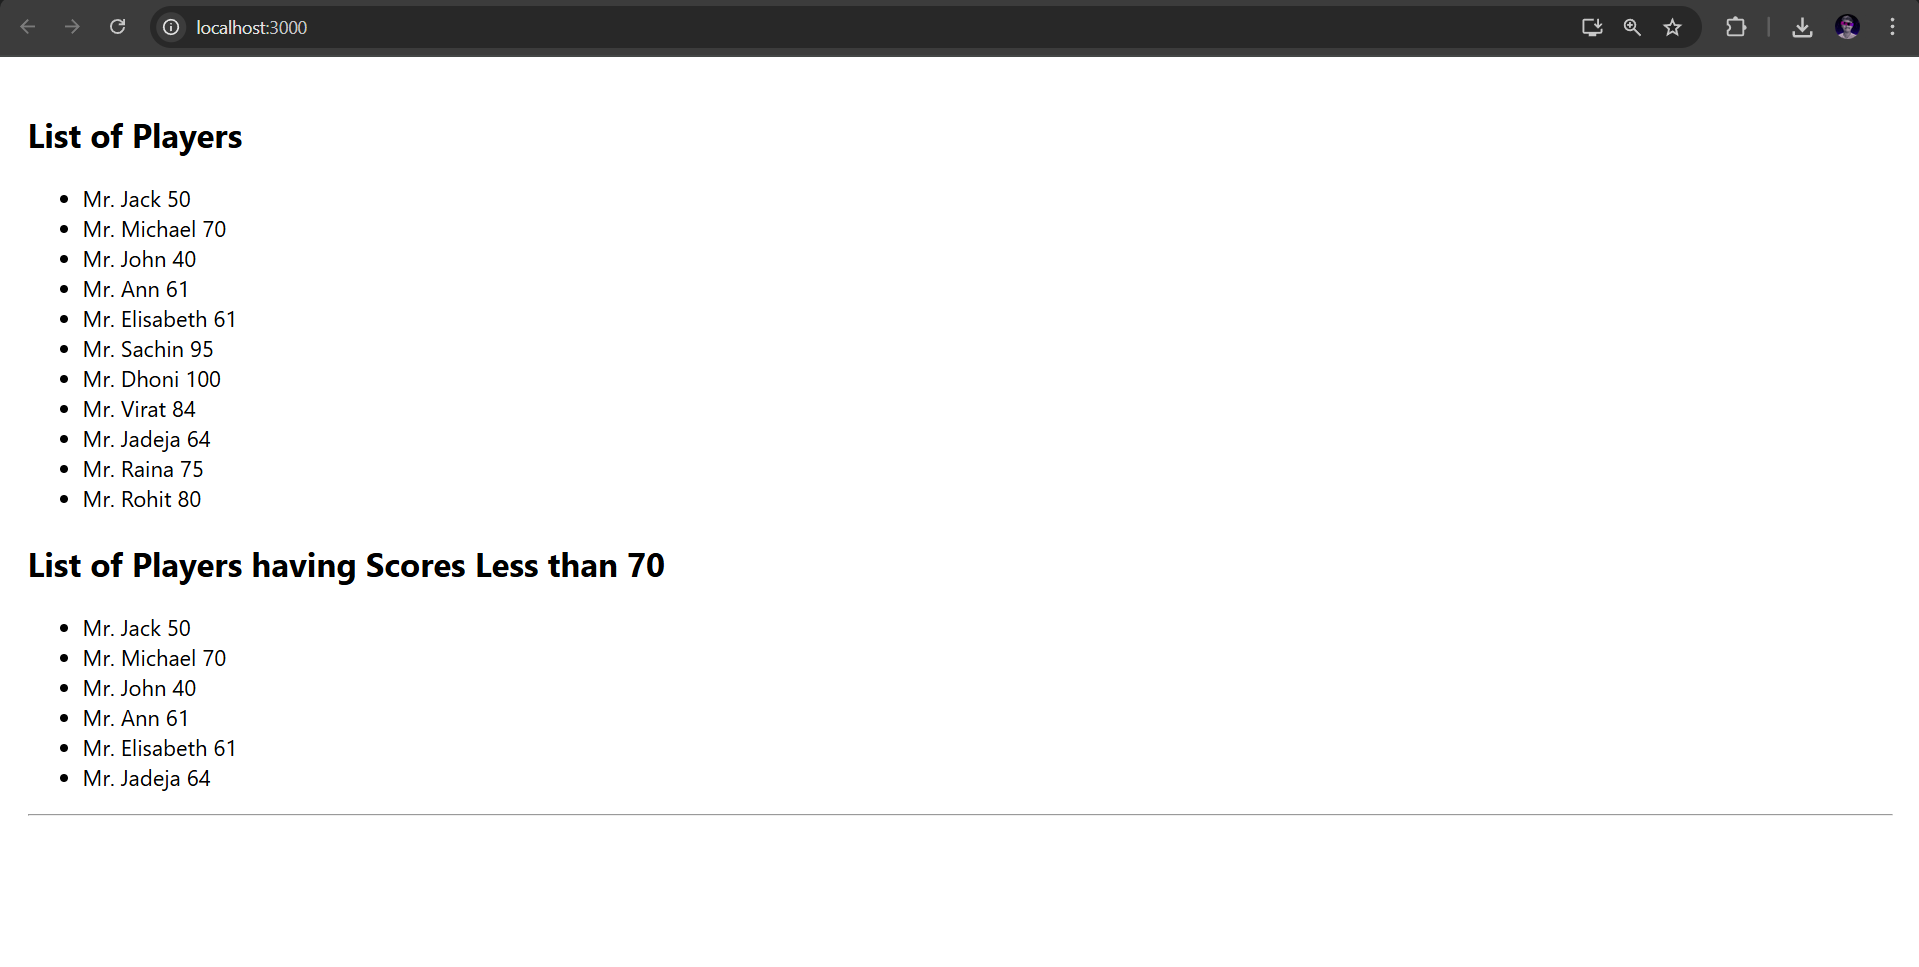 localhost:3000
List of Players
Mr. Jack 50
Mr. Michael 70
Mr. John 40
Mr. Ann 61
Mr. Elisabeth 61
Mr. Sachin 95
Mr. Dhoni 100
Mr. Virat 84
Mr. Jadeja 64
Mr. Raina 75
Mr. Rohit 80
List of Players having Scores Less than 70
Mr. Jack 50
Mr. Michael 70
Mr. John 40
Mr. Ann 61
Mr. Elisabeth 61
Mr. Jadeja 64